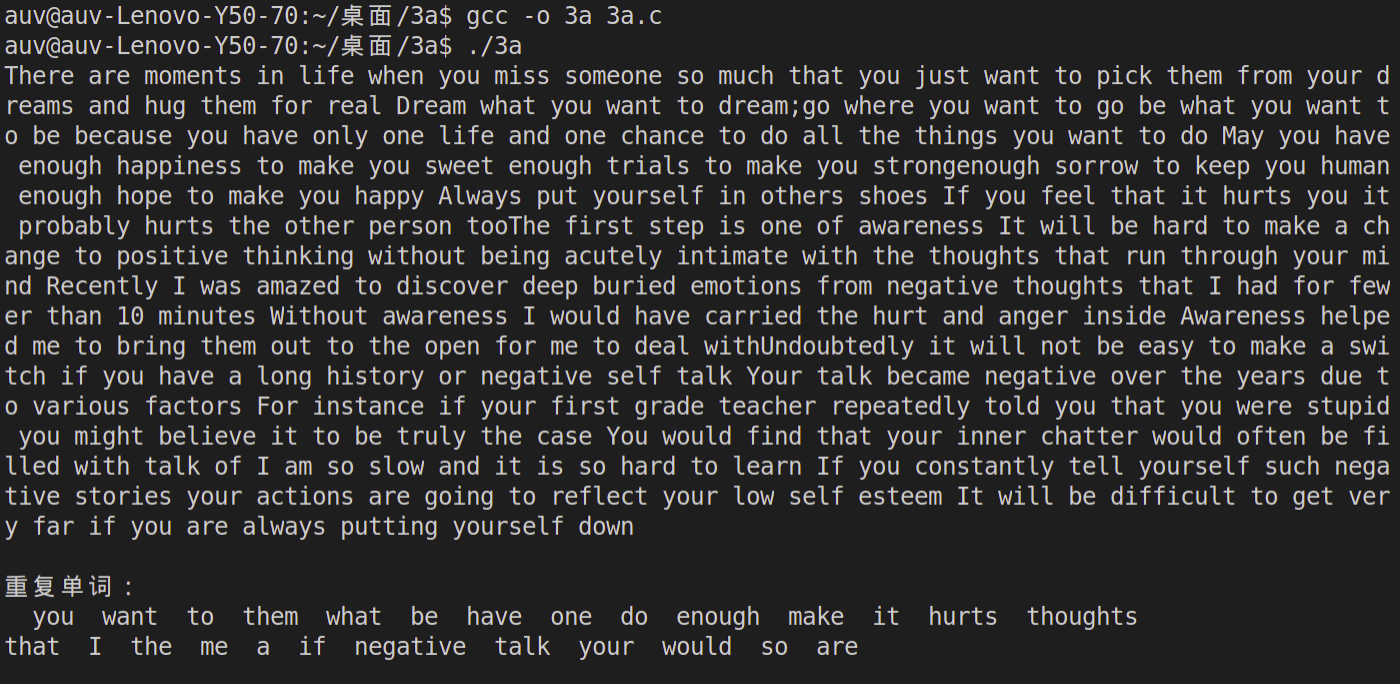 auv@auv-Lenovo-Y50-70:~/桌面/3a$ gcc -o 3a 3a.c
auv@auv-Lenovo-Y50-70:~/桌面/3a$ ./3a
There are moments in life when you miss someone so much that you just want to pick them from your d
reams and hug them for real Dream what you want to dream;go where you want to go be what you want t
o be because you have only one life and one chance to do all the things you want to do May you have
 enough happiness to make you sweet enough trials to make you strongenough sorrow to keep you human
 enough hope to make you happy Always put yourself in others shoes If you feel that it hurts you it
 probably hurts the other person tooThe first step is one of awareness It will be hard to make a ch
ange to positive thinking without being acutely intimate with the thoughts that run through your mi
nd Recently I was amazed to discover deep buried emotions from negative thoughts that I had for few
er than 10 minutes Without awareness I would have carried the hurt and anger inside Awareness helpe
d me to bring them out to the open for me to deal withUndoubtedly it will not be easy to make a swi
tch if you have a long history or negative self talk Your talk became negative over the years due t
o various factors For instance if your first grade teacher repeatedly told you that you were stupid
 you might believe it to be truly the case You would find that your inner chatter would often be fi
lled with talk of I am so slow and it is so hard to learn If you constantly tell yourself such nega
tive stories your actions are going to reflect your low self esteem It will be difficult to get ver
y far if you are always putting yourself down
重复单词：
  you  want  to  them  what  be  have  one  do  enough  make  it  hurts  thoughts
that  I  the  me  a  if  negative  talk  your  would  so  are